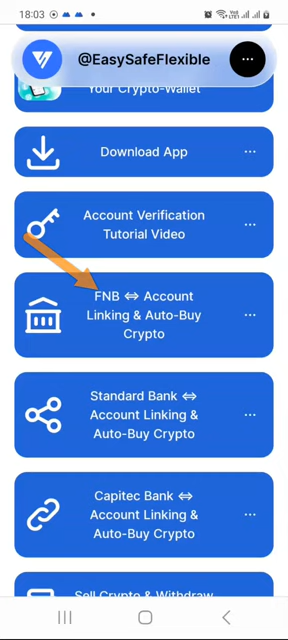 18:03
@EasySafeFlexible
Your Crypto-Wallet
Download App
Account Verification
Tutorial Video
FNB ⇔ Account
Linking & Auto-Buy
Crypto
Standard Bank ⇔
Account Linking &
Auto-Buy Crypto
Capitec Bank ⇔
Account Linking &
Auto-Buy Crypto
Sell Crypto & Withdraw